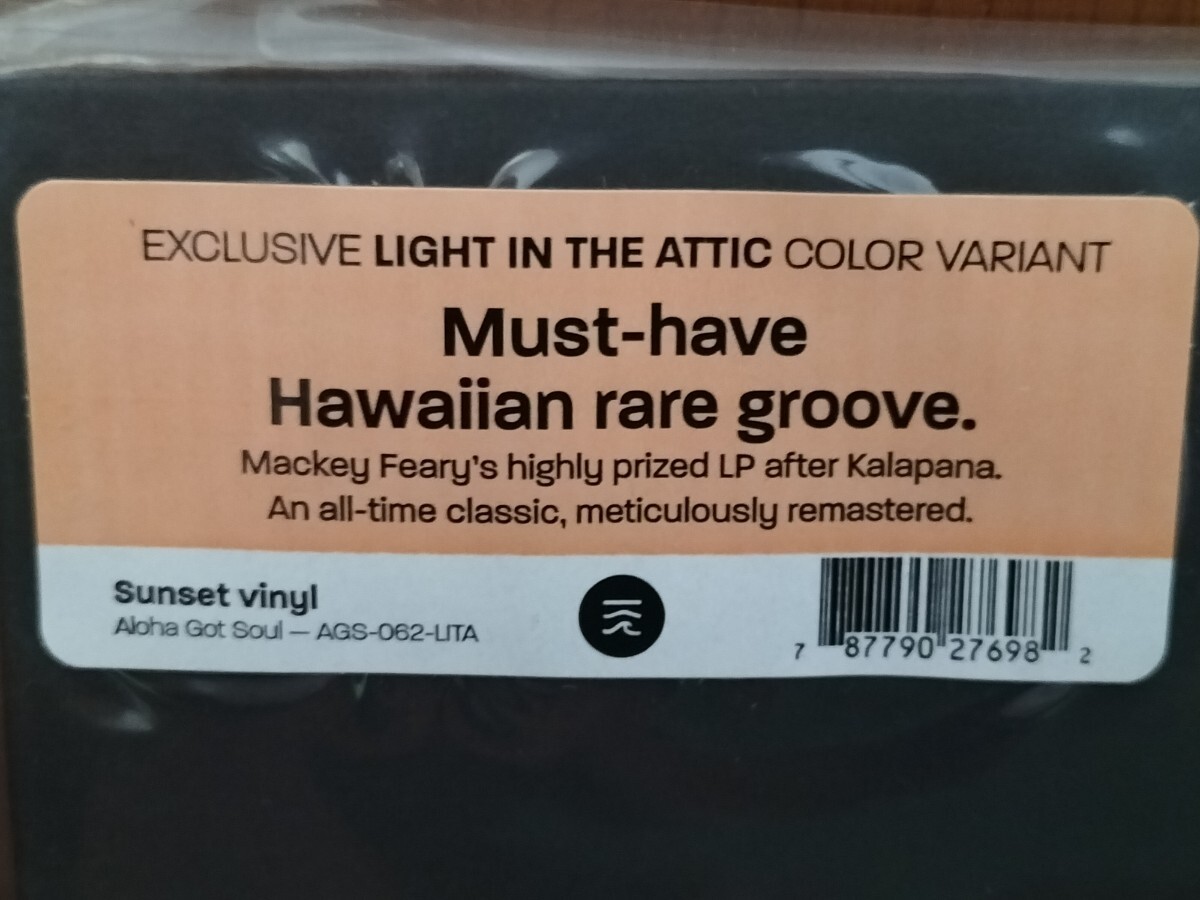 EXCLUSIVE LIGHT IN THE ATTIC COLOR VARIANT
Must-have
Hawaiian rare groove.
Mackey Feary's highly prized LP after Kalapana.
An all-time classic, meticulously remastered.
Sunset vinyl
Aloha Got Soul — AGS-062-LITA
7 87790 27698 2